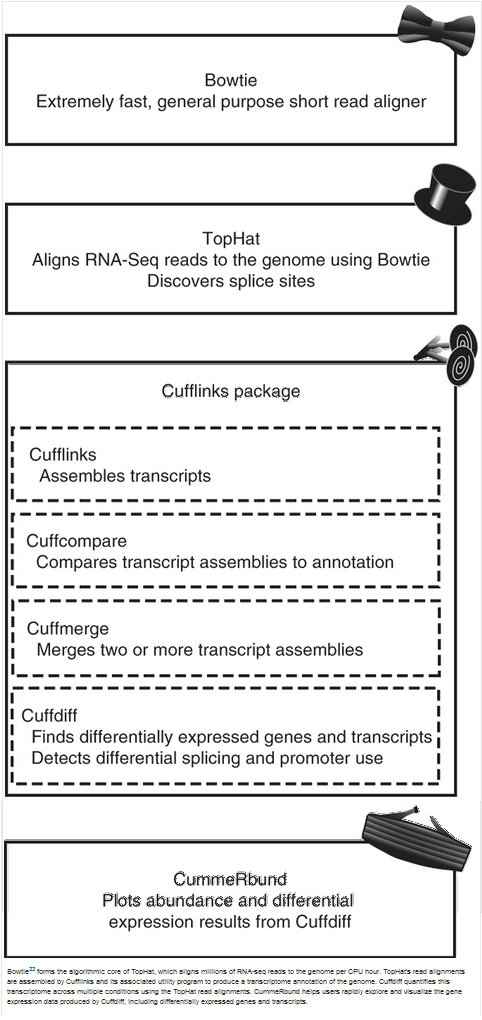 Bowtie
Extremely fast, general purpose short read aligner
TopHat
Aligns RNA-Seq reads to the genome using Bowtie
Discovers splice sites
Cufflinks package
Cufflinks
Assembles transcripts
Cuffcompare
Compares transcript assemblies to annotation
Cuffmerge
Merges two or more transcript assemblies
Cuffdiff
Finds differentially expressed genes and transcripts
Detects differential splicing and promoter use
CummeRbund
Plots abundance and differential
expression results from Cuffdiff
Bowtie33 forms the algorithmic core of TopHat, which aligns millions of RNA-seq reads to the genome per CPU hour. TopHat's read alignments
are assembled by Cufflinks and its associated utility program to produce a transcriptome annotation of the genome. Cuffdiff quantifies this
transcriptome across multiple conditions using the TopHat read alignments. CummeRbund helps users rapidly explore and visualize the gene
expression data produced by Cuffdiff, including differentially expressed genes and transcripts.